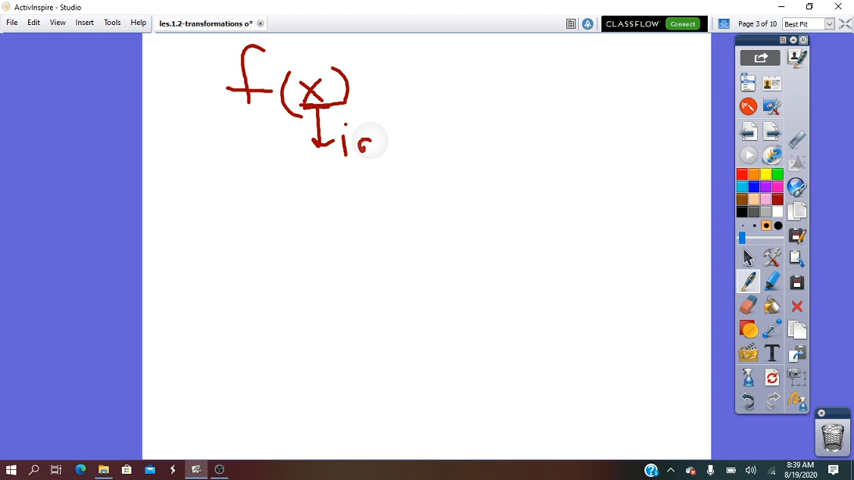 ActivInspire - Studio
File Edit View Insert Tools Help
les.1.2-transformations o*
CLASSFLOW Connect
Page 3 of 10
Best Fit
f(x)
T
8:39 AM
8/19/2020